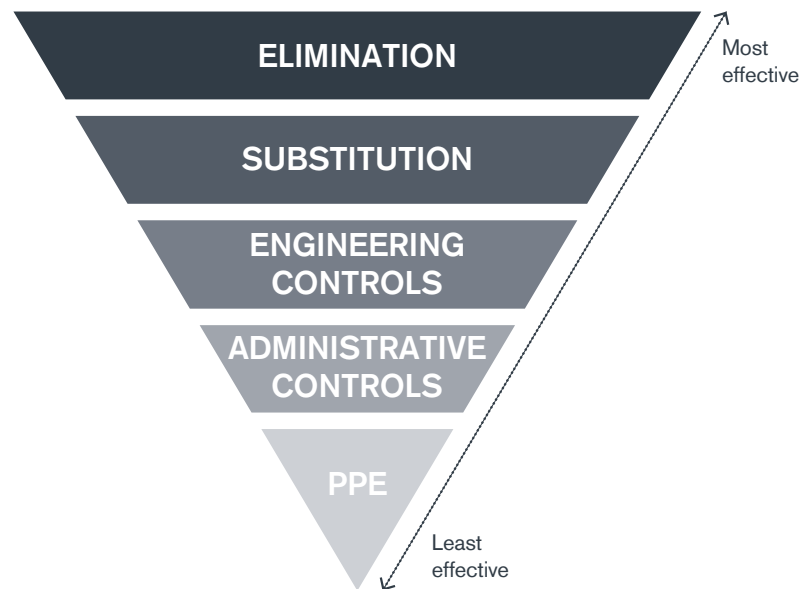 ELIMINATION
Most
effective
SUBSTITUTION
ENGINEERING
CONTROLS
ADMINISTRATIVE
CONTROLS
PPE
Least
effective